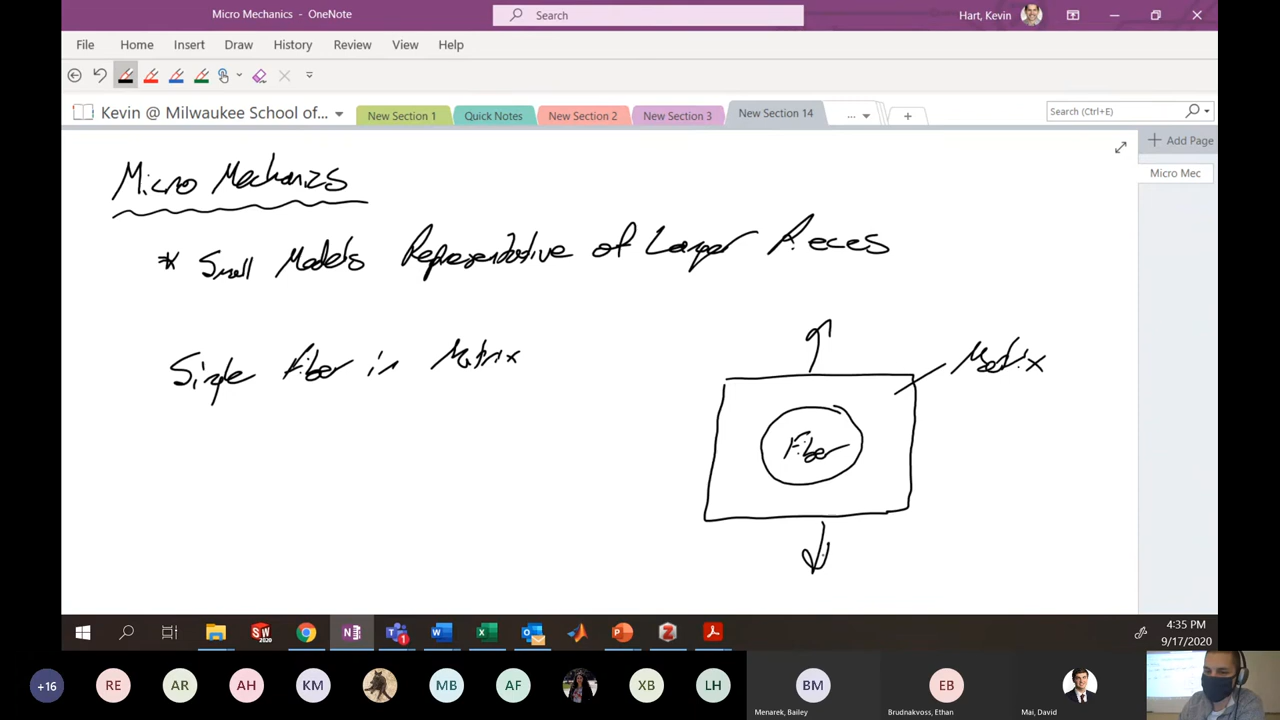 Micro Mechanics - OneNote
Search
Hart, Kevin
File Home Insert Draw History Review View Help
Kevin @ Milwaukee School of...
New Section 1
Quick Notes
New Section 2
New Section 3
New Section 14
...
Search (Ctrl+E)
Add Page
Micro Mec
Micro Mechanics
* Small Models Representative of Larger Pieces
Single Fiber in Matrix
Matrix
Fiber
SW
2020
N
1
W
X
O
P
Z
4:35 PM
9/17/2020
+16
RE
AR
AH
KM
MB
AF
XB
LH
BM
Menarek, Bailey
EB
Brudnakvoss, Ethan
Mai, David